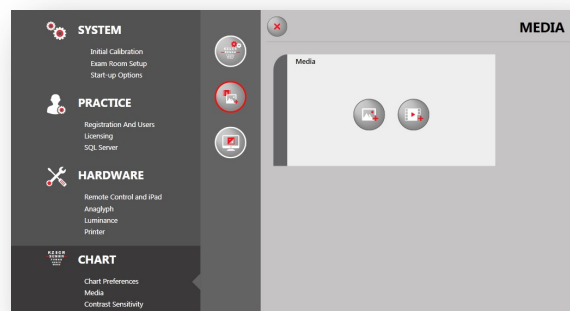 SYSTEM
Initial Calibration
Exam Room Setup
Start-up Options
PRACTICE
Registration And Users
Licensing
SQL Server
HARDWARE
Remote Control and iPad
Anaglyph
Luminance
Printer
CHART
Chart Preferences
Media
Contrast Sensitivity
MEDIA
Media